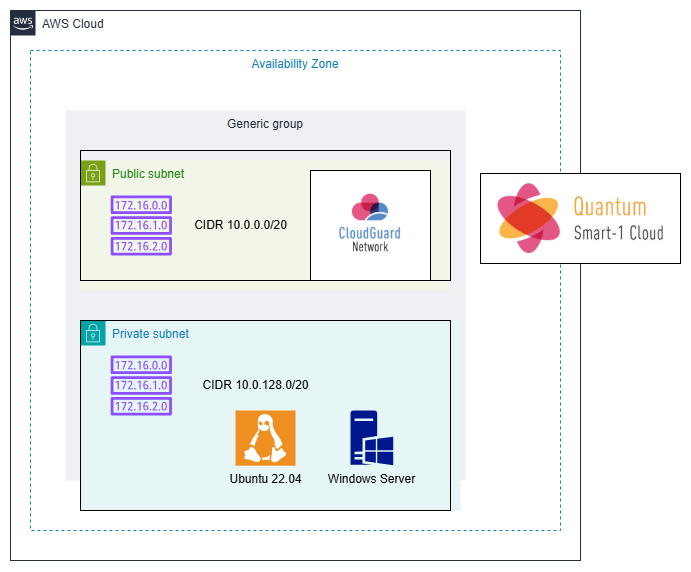 aws
AWS Cloud
Availability Zone
Generic group
Public subnet
172.16.0.0
172.16.1.0
172.16.2.0
CIDR 10.0.0.0/20
CloudGuard
Network
Quantum
Smart-1 Cloud
Private subnet
172.16.0.0
172.16.1.0
172.16.2.0
CIDR 10.0.128.0/20
Ubuntu 22.04
Windows Server